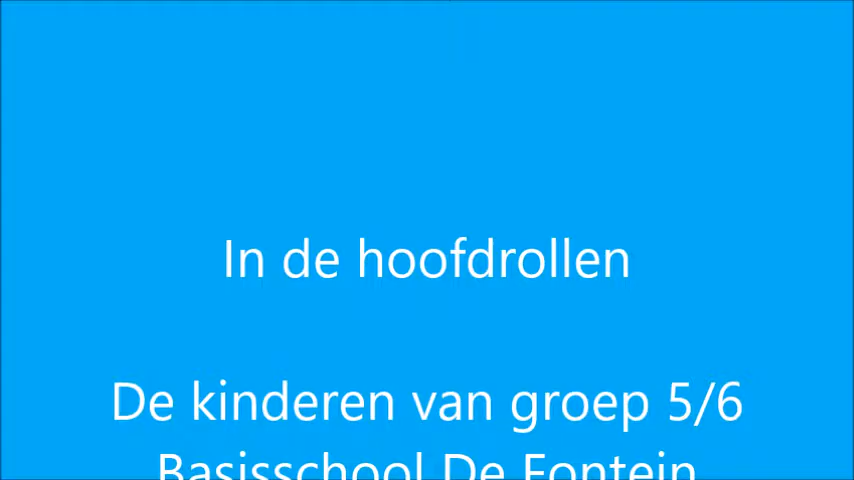 In de hoofdrollen
De kinderen van groep 5/6
Basisschool De Fontein